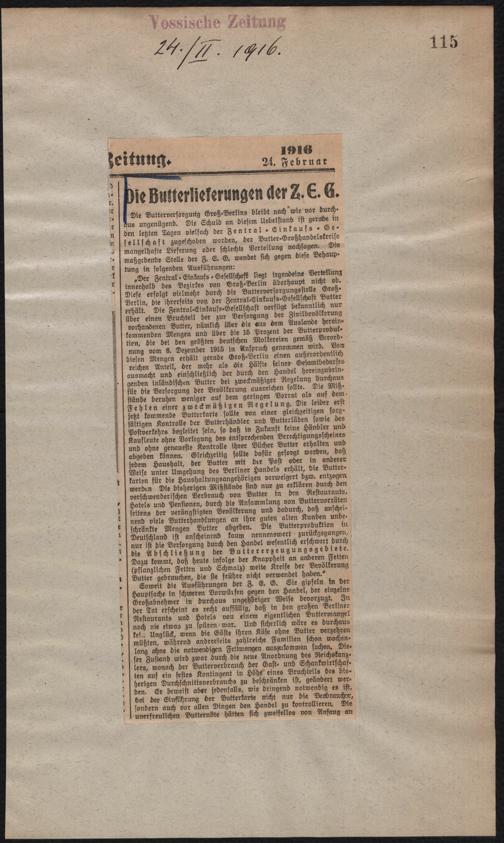 Vossische Zeitung
24./II. 1916.
115
Zeitung.
1916
24. Februar
Die Butterlieferungen der Z. E. G.
Die Butterversorgung Groß-Berlins bleibt nach wie vor durch-
aus ungenügend. Die Schuld an diesem Uebelstand ist gerade in
den letzten Tagen vielfach der Zentral-Einkaufs-Ge-
sellschaft zugeschoben worden, der Butter-Großhandelskreise
mangelhafte Lieferung oder schlechte Verteilung nachsagen. Die
maßgebende Stelle der Z. E. G. wendet sich gegen diese Behaup-
tung in folgenden Ausführungen:
„Der Zentral-Einkaufs-Gesellschaft liegt irgendeine Verteilung
innerhalb des Bezirkes von Groß-Berlin überhaupt nicht ob.
Diese erfolgt vielmehr durch die Butterversorgungsstelle Groß-
Berlin, die ihrerseits von der Zentral-Einkaufs-Gesellschaft Butter
erhält. Die Zentral-Einkaufs-Gesellschaft verfügt bekanntlich nur
über einen Bruchteil der zur Versorgung der Zivilbevölkerung
vorhandenen Butter, nämlich über die aus dem Auslande herein-
kommenden Mengen und über die 15 Prozent der Butterproduk-
tion, die bei den größten deutschen Molkereien gemäß Verord-
nung vom 8. Dezember 1915 in Anspruch genommen wird. Von
diesen Mengen erhält gerade Groß-Berlin einen außerordentlich
reichen Anteil, der mehr als die Hälfte seines Gesamtbedarfs
ausmacht und einschließlich der durch den Handel hereinzubrin-
genden inländischen Butter bei zweckmäßiger Regelung durchaus
für die Versorgung der Bevölkerung ausreichen sollte. Die Miß-
stände beruhen weniger auf dem geringen Vorrat als auf dem
Fehlen einer zweckmäßigen Regelung. Die leider erst
jetzt kommende Butterkarte sollte von einer gleichzeitigen sorg-
fältigen Kontrolle der Butterhändler und Butterläden sowie des
Postverkehrs begleitet sein, so daß in Zukunft keine Händler und
Kaufleute ohne Vorlegung des entsprechenden Berechtigungsscheines
und ohne genaueste Kontrolle ihrer Bücher Butter erhalten und
abgeben können. Gleichzeitig sollte dafür gesorgt werden, daß
jedem Haushalt, der Butter mit der Post oder in anderer
Weise unter Umgehung des Berliner Handels erhält, die Butter-
karten für die Haushaltungsangehörigen verweigert bzw. entzogen
werden. Die bisherigen Mißstände sind nur zu erklären durch den
verschwenderischen Verbrauch von Butter in den Restaurants,
Hotels und Pensionen, durch die Ansammlung von Buttervorräten
seitens der verängstigten Bevölkerung und dadurch, daß anschei-
nend viele Butterhandlungen an ihre guten alten Kunden unbe-
schränkte Mengen Butter abgeben. Die Butterproduktion in
Deutschland ist anscheinend kaum nennenswert zurückgegangen,
nur ist die Versorgung durch den Handel wesentlich erschwert durch
die Abschließung der Buttererzeugungsgebiete.
Dazu kommt, daß heute infolge der Knappheit an anderen Fetten
(pflanzlichen Fetten und Schmalz) weite Kreise der Bevölkerung
Butter gebrauchen, die sie früher nicht verwendet haben."
Soweit die Ausführungen der Z. E. G. Sie gipfeln in der
Hauptsache in schweren Vorwürfen gegen den Handel, der einzelne
Großabnehmer in durchaus ungehöriger Weise bevorzugt. In
der Tat erscheint es recht auffällig, daß in den großen Berliner
Restaurants und Hotels von einem eigentlichen Buttermangel
noch nie etwas zu spüren war. Und sicherlich wäre es durchaus
kein Unglück, wenn die Gäste ihren Käse ohne Butter verzehren
müßten, während andererseits zahlreiche Familien schon wochen-
lang ohne die notwendigen Fettmengen auskommen suchen. Die-
ser Zustand wird zwar durch die neue Anordnung des Reichskanz-
lers, wonach der Butterverbrauch der Gast- und Schankwirtschaf-
ten auf ein festes Kontingent in Höhe eines Bruchteils des bis-
herigen Durchschnittsverbrauchs zu beschränken ist, geändert wer-
den. Er beweist aber jedenfalls, wie dringend notwendig es ist,
bei der Einführung der Butterkarte nicht nur die Verbraucher,
sondern auch vor allen Dingen den Handel zu kontrollieren. Die
unerfreulichen Butternöte hätten sich zweifellos von Anfang an